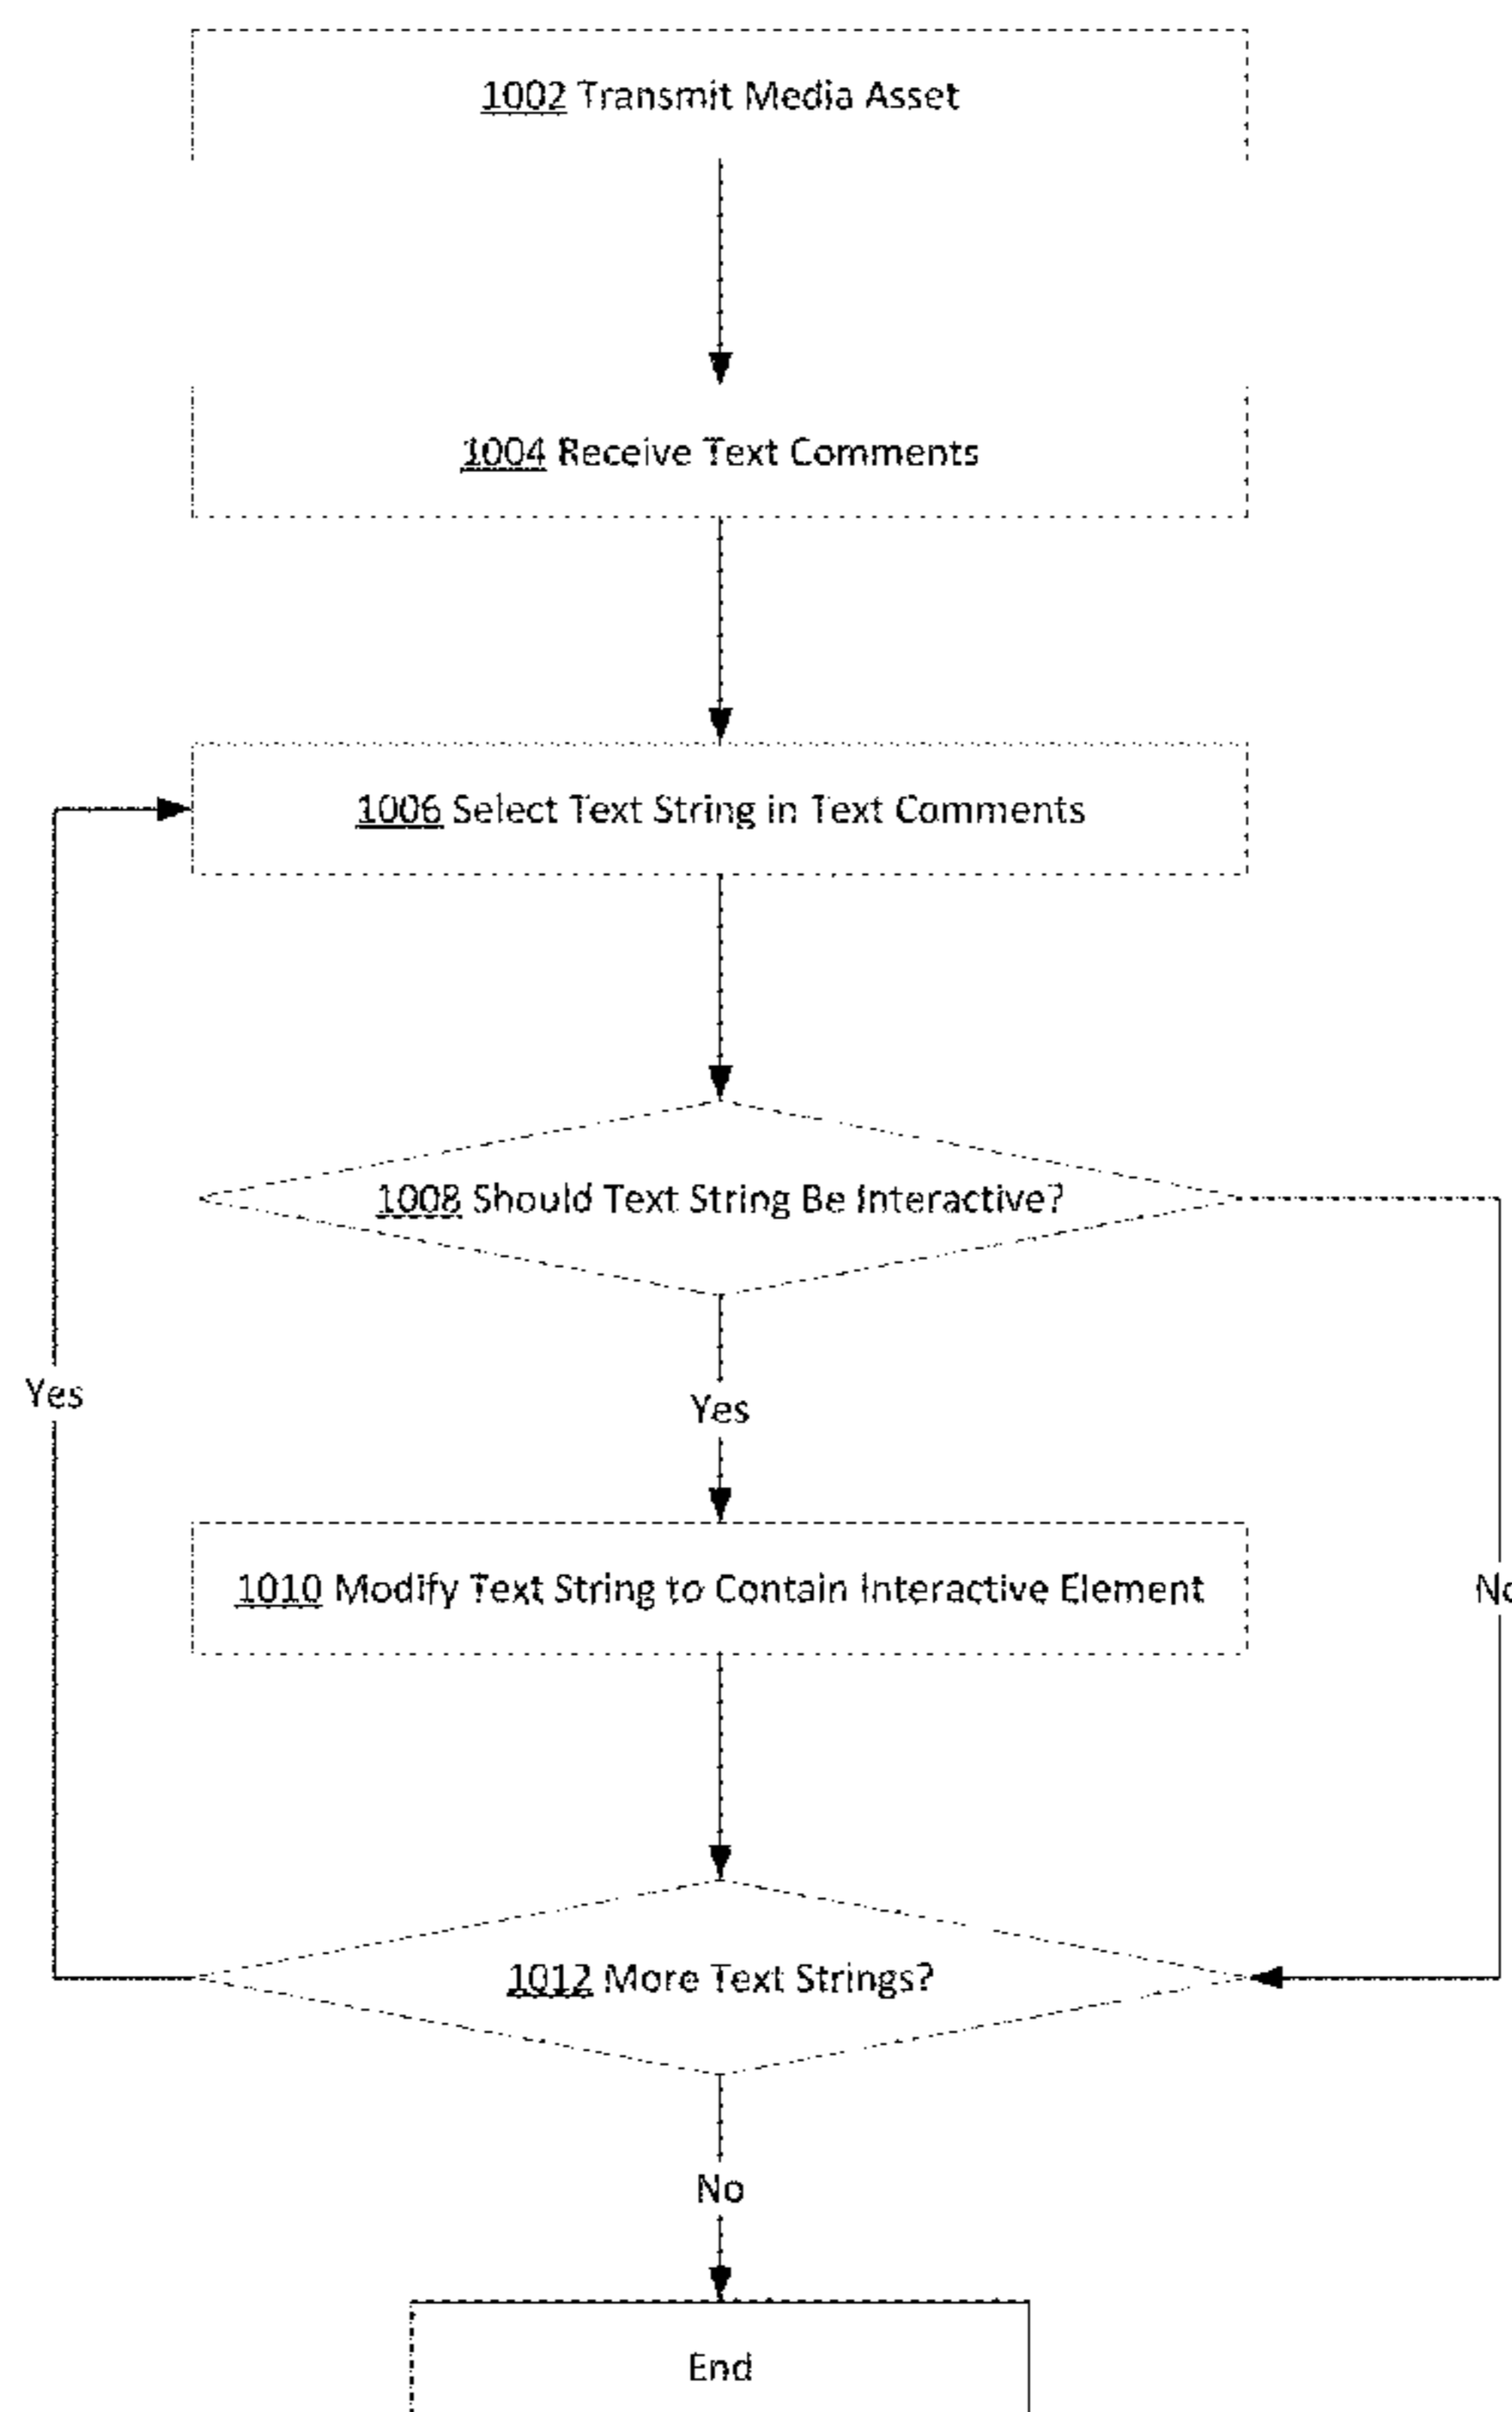 1002 Transmit Media Asset
1004 Receive Text Comments
1006 Select Text String in Text Comments
1008 Should Text String Be Interactive?
Yes
Yes
1010 Modify Text String to Contain Interactive Element
No
1012 More Text Strings?
No
End